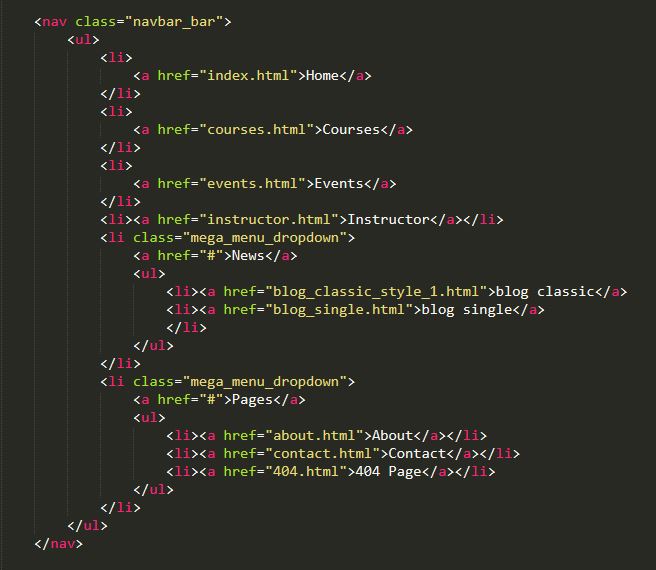 <nav class="navbar_bar">
<ul>
<li>
<a href="index.html">Home</a>
</li>
<li>
<a href="courses.html">Courses</a>
</li>
<li>
<a href="events.html">Events</a>
</li>
<li><a href="instructor.html">Instructor</a></li>
<li class="mega_menu_dropdown">
<a href="#">News</a>
<ul>
<li><a href="blog_classic_style_1.html">blog classic</a>
<li><a href="blog_single.html">blog single</a>
</li>
</ul>
</li>
<li class="mega_menu_dropdown">
<a href="#">Pages</a>
<ul>
<li><a href="about.html">About</a></li>
<li><a href="contact.html">Contact</a></li>
<li><a href="404.html">404 Page</a></li>
</ul>
</li>
</ul>
</nav>